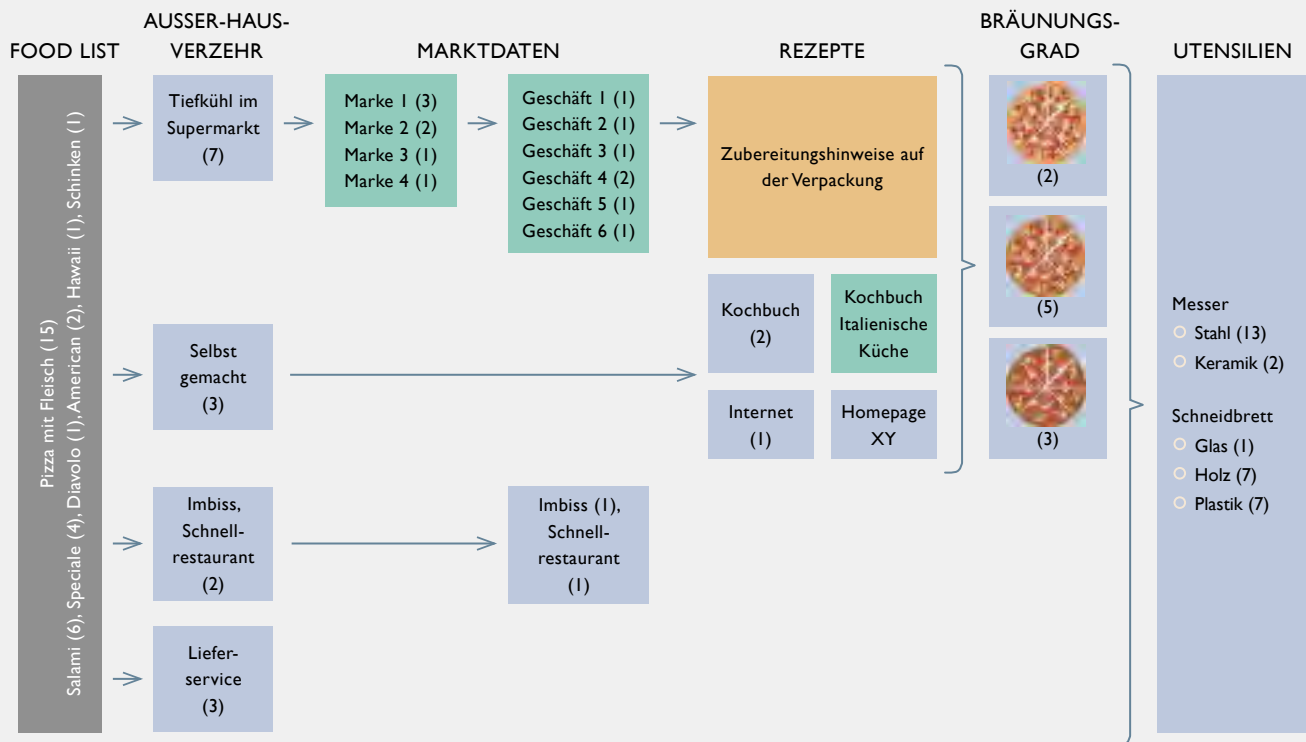 FOOD LIST
AUSSER-HAUS-
VERZEHR
MARKTDATEN
REZEPTE
BRÄUNUNGS-
GRAD
UTENSILIEN
Pizza mit Fleisch (15)
Salami (6), Speciale (4), Diavolo (1), American (2), Hawaii (1), Schinken (1)
Tiefkühl im
Supermarkt
(7)
Marke 1 (3)
Marke 2 (2)
Marke 3 (1)
Marke 4 (1)
Geschäft 1 (1)
Geschäft 2 (1)
Geschäft 3 (1)
Geschäft 4 (2)
Geschäft 5 (1)
Geschäft 6 (1)
Zubereitungshinweise auf
der Verpackung
Selbst
gemacht
(3)
Kochbuch
(2)
Kochbuch
Italienische
Küche
Internet
(1)
Homepage
XY
Imbiss,
Schnell-
restaurant
(2)
Imbiss (1),
Schnell-
restaurant
(1)
Liefer-
service
(3)
(2)
(5)
(3)
Messer
Stahl (13)
Keramik (2)
Schneidbrett
Glas (1)
Holz (7)
Plastik (7)